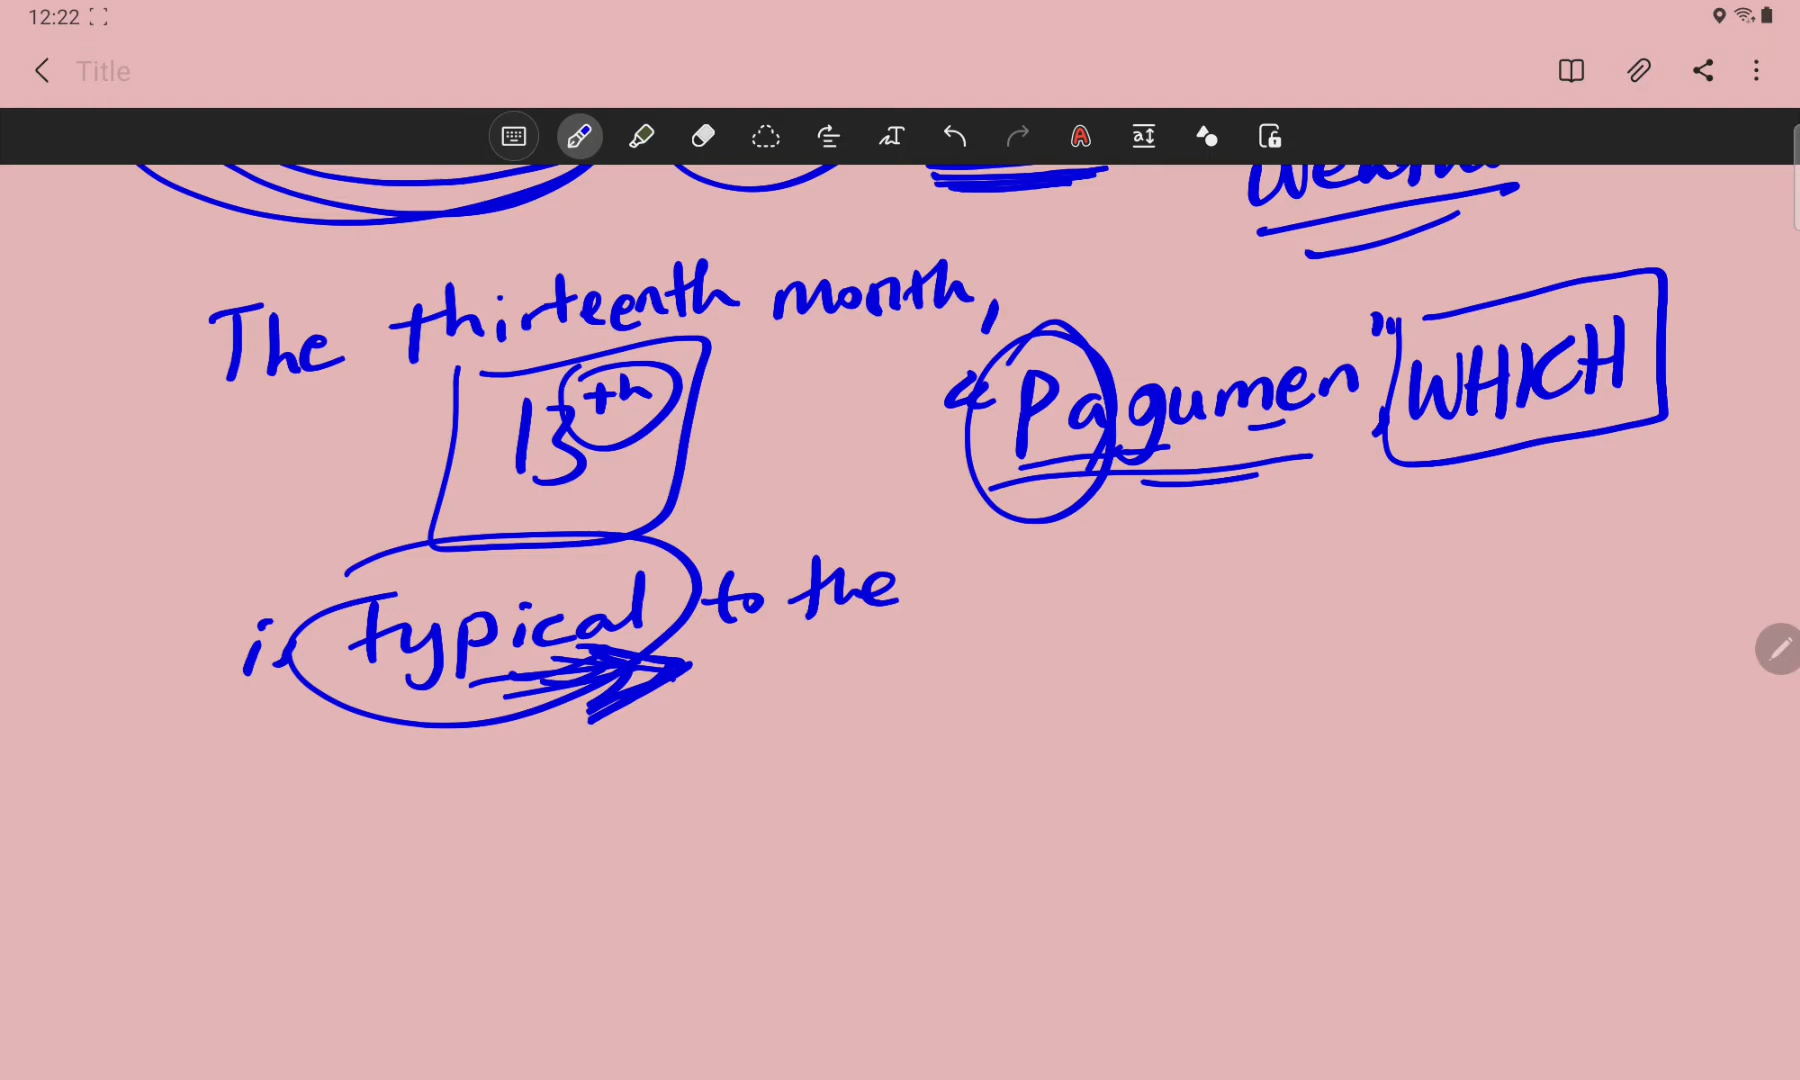 12:22
Title
The thirteenth month,
13th
"Pagumen", WHICH
is typical to the